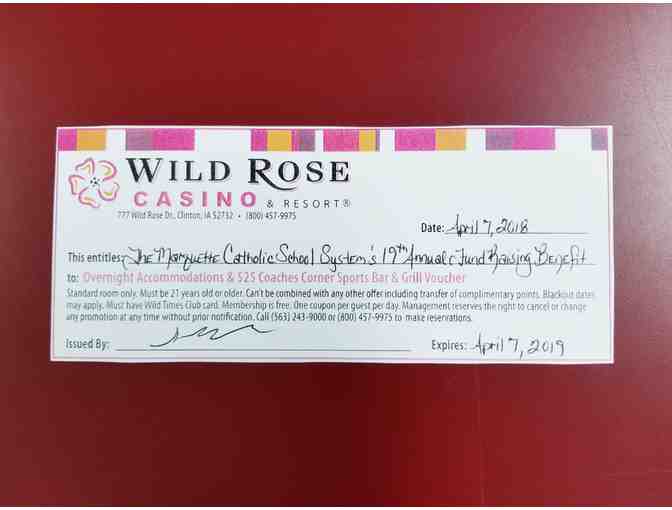 WILD ROSE
CASINO & RESORT®
777 Wild Rose Dr., Clinton, IA 52732 • (800) 457-9975
Date: April 7, 2018
This entitles: The Marquette Catholic School System's 19th Annual Fund Raising Benefit
to: Overnight Accommodations & $25 Coaches Corner Sports Bar & Grill Voucher
Standard room only. Must be 21 years old or older. Can't be combined with any other offer including transfer of complimentary points. Blackout dates
may apply. Must have Wild Times Club card. Membership is free. One coupon per guest per day. Management reserves the right to cancel or change
any promotion at any time without prior notification. Call (563) 243-9000 or (800) 457-9975 to make reservations.
Issued By:
Expires: April 7, 2019